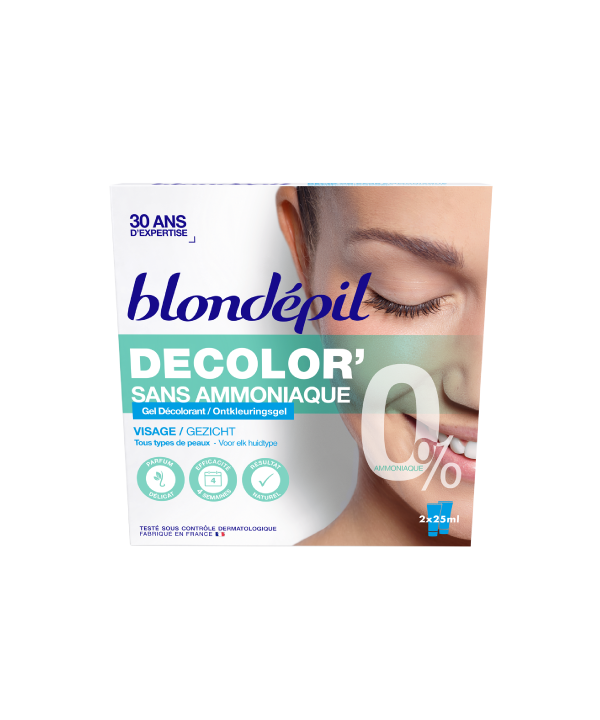 30 ANS
D'EXPERTISE
blondépil
DECOLOR'
SANS AMMONIAQUE
Gel Décolorant / Ontkleuringsgel
VISAGE / GEZICHT
Tous types de peaux - Voor elk huidtype
PARFUM
DÉLICAT
EFFICACITÉ
4
4 SEMAINES
RÉSULTAT
NATUREL
0%
AMMONIAQUE
2x25ml
TESTÉ SOUS CONTRÔLE DERMATOLOGIQUE
FABRIQUÉ EN FRANCE